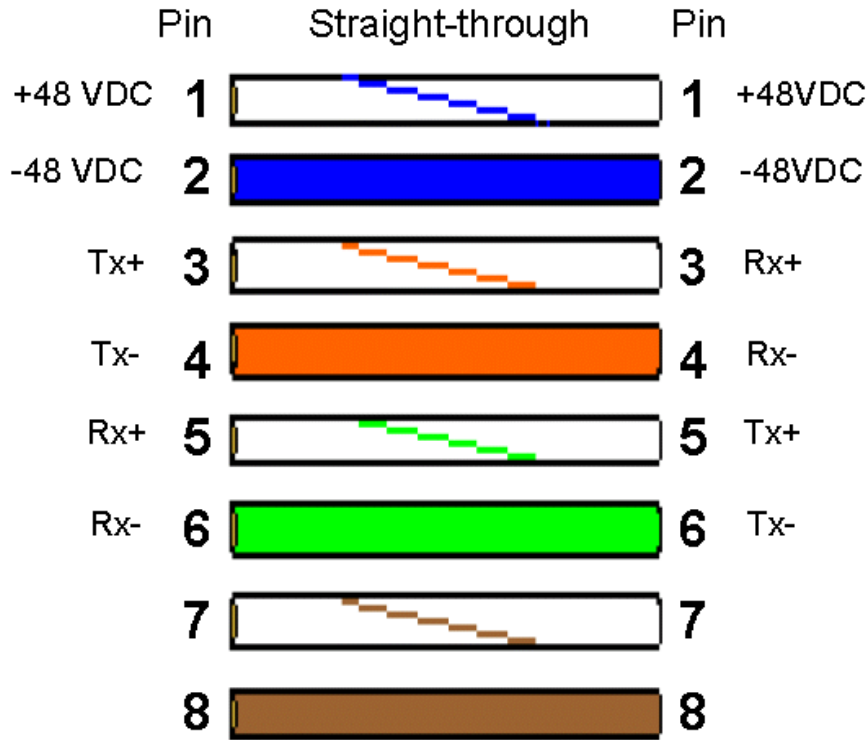 Pin Straight-through Pin
+48 VDC 1 1 +48VDC
-48 VDC 2 2 -48VDC
Tx+ 3 3 Rx+
Tx- 4 4 Rx-
Rx+ 5 5 Tx+
Rx- 6 6 Tx-
7 7
8 8